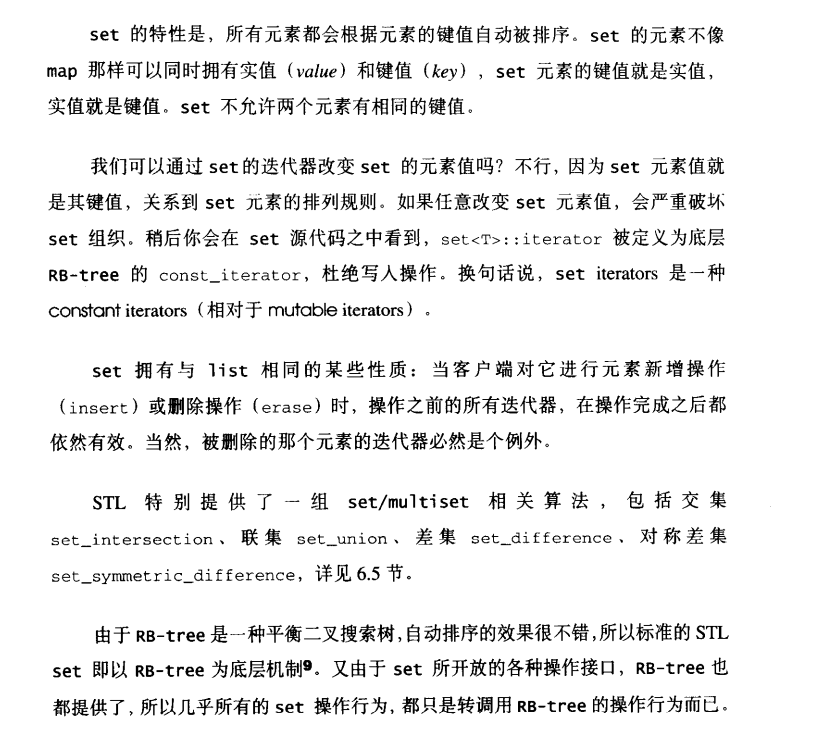 set 的特性是，所有元素都会根据元素的键值自动被排序。set 的元素不像
map 那样可以同时拥有实值（value）和键值（key），set 元素的键值就是实值，
实值就是键值。set 不允许两个元素有相同的键值。
我们可以通过 set的迭代器改变 set 的元素值吗？不行，因为 set 元素值就
是其键值，关系到 set 元素的排列规则。如果任意改变 set 元素值，会严重破坏
set 组织。稍后你会在 set 源代码之中看到，set<T>::iterator 被定义为底层
RB-tree 的 const_iterator，杜绝写人操作。换句话说，set iterators 是一种
constant iterators（相对于 mutable iterators）。
set 拥有与 list 相同的某些性质：当客户端对它进行元素新增操作
（insert）或删除操作（erase）时，操作之前的所有迭代器，在操作完成之后都
依然有效。当然，被删除的那个元素的迭代器必然是个例外。
STL 特别提供了一组 set/multiset 相关算法，包括交集
set_intersection、联集 set_union、差集 set_difference、对称差集
set_symmetric_difference，详见 6.5 节。
由于 RB-tree 是一种平衡二叉搜索树，自动排序的效果很不错，所以标准的 STL
set 即以 RB-tree 为底层机制9。又由于 set 所开放的各种操作接口，RB-tree 也
都提供了，所以几乎所有的 set 操作行为，都只是转调用 RB-tree 的操作行为而已。